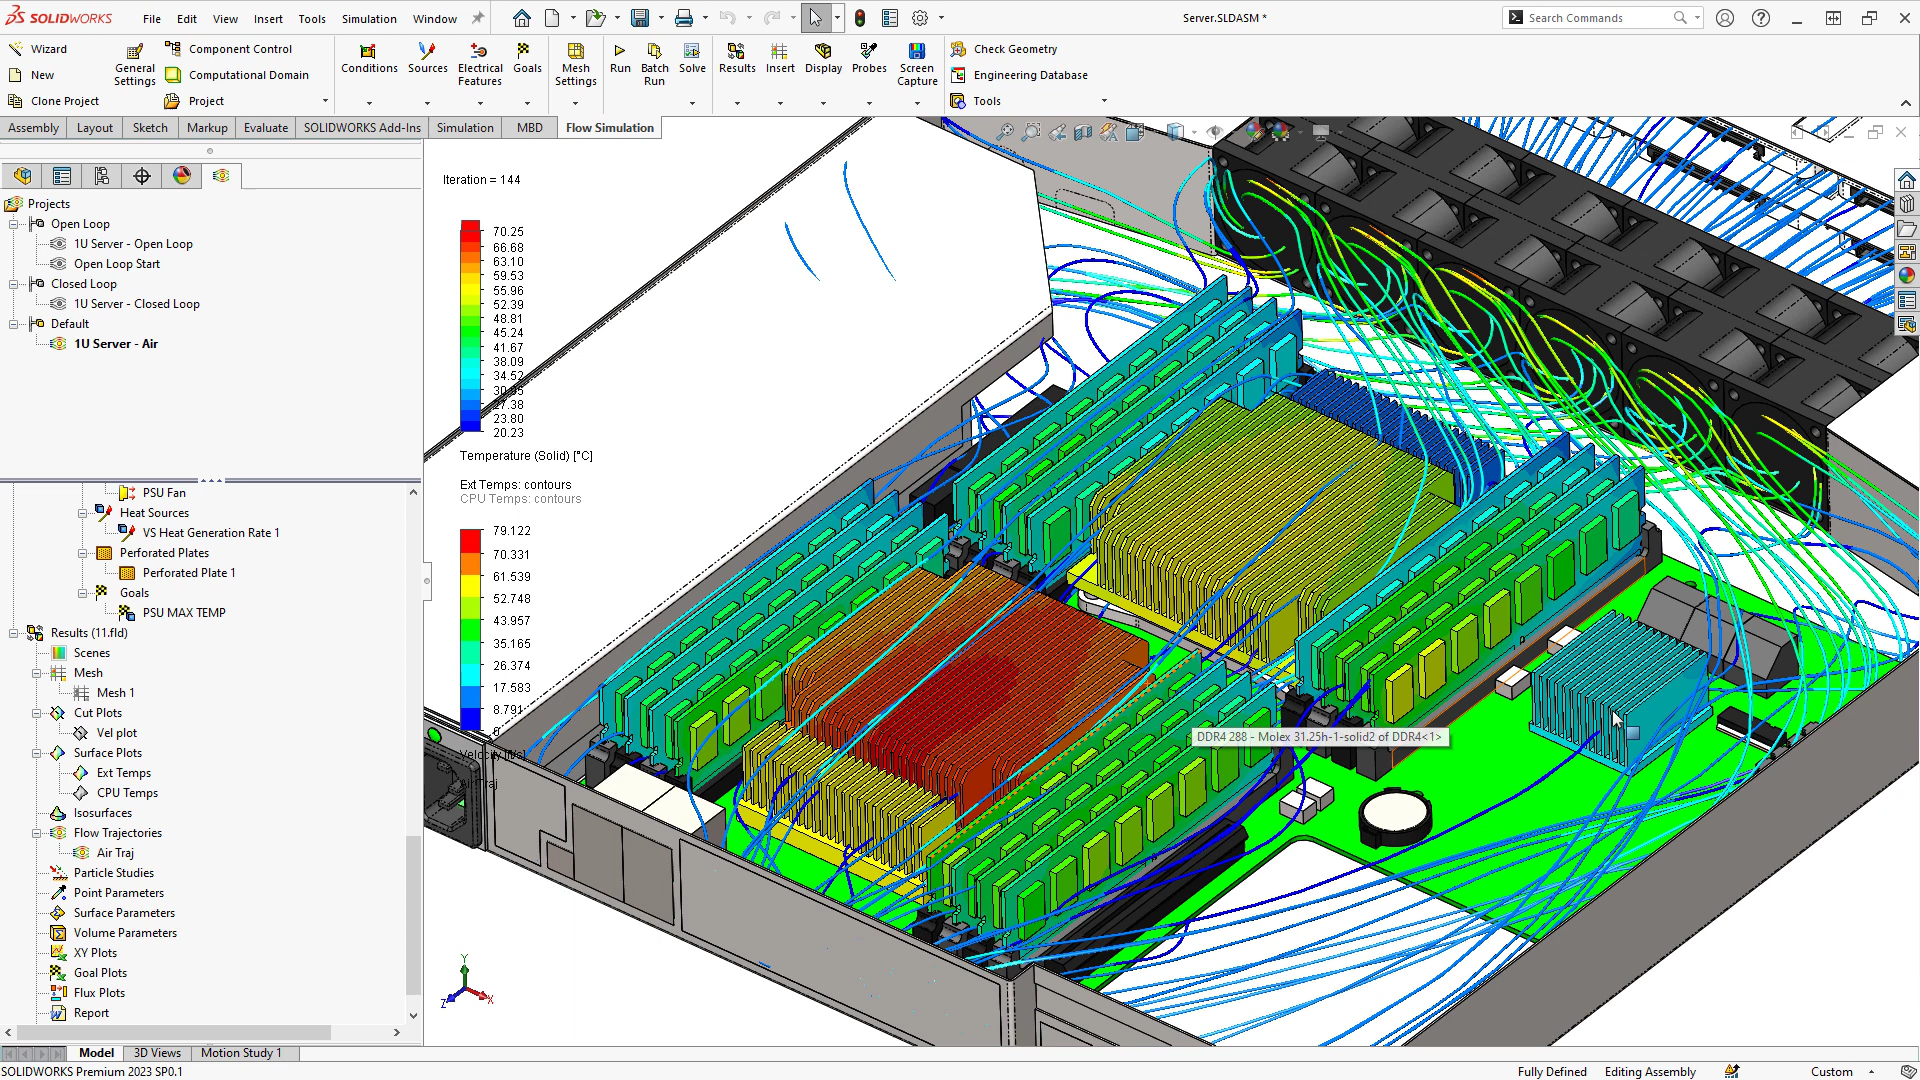 SOLIDWORKS
File Edit View Insert Tools Simulation Window
Server.SLDASM *
Search Commands
Wizard
New
Clone Project
General Settings
Component Control
Computational Domain
Project
Conditions
Sources
Electrical Features
Goals
Mesh Settings
Run
Batch Run
Solve
Results
Insert
Display
Probes
Screen Capture
Check Geometry
Engineering Database
Tools
Assembly Layout Sketch Markup Evaluate SOLIDWORKS Add-Ins Simulation MBD Flow Simulation
Projects
Open Loop
1U Server - Open Loop
Open Loop Start
Closed Loop
1U Server - Closed Loop
Default
1U Server - Air
PSU Fan
Heat Sources
VS Heat Generation Rate 1
Perforated Plates
Perforated Plate 1
Goals
PSU MAX TEMP
Results (11.fld)
Scenes
Mesh
Mesh 1
Cut Plots
Vel plot
Surface Plots
Ext Temps
CPU Temps
Isosurfaces
Flow Trajectories
Air Traj
Particle Studies
Point Parameters
Surface Parameters
Volume Parameters
XY Plots
Goal Plots
Flux Plots
Report
Iteration = 144
70.25
66.68
63.10
59.53
55.96
52.39
48.81
45.24
41.67
38.09
34.52
30.95
27.38
23.80
20.23
Temperature (Solid) [°C]
Ext Temps: contours
CPU Temps: contours
79.122
70.331
61.539
52.748
43.957
35.165
26.374
17.583
8.791
0
Velocity [ft/s]
Air Traj
DDR4 288 - Molex 31.25h-1-solid2 of DDR4<1>
Y
Z
X
Model 3D Views Motion Study 1
SOLIDWORKS Premium 2023 SP0.1
Fully Defined Editing Assembly Custom